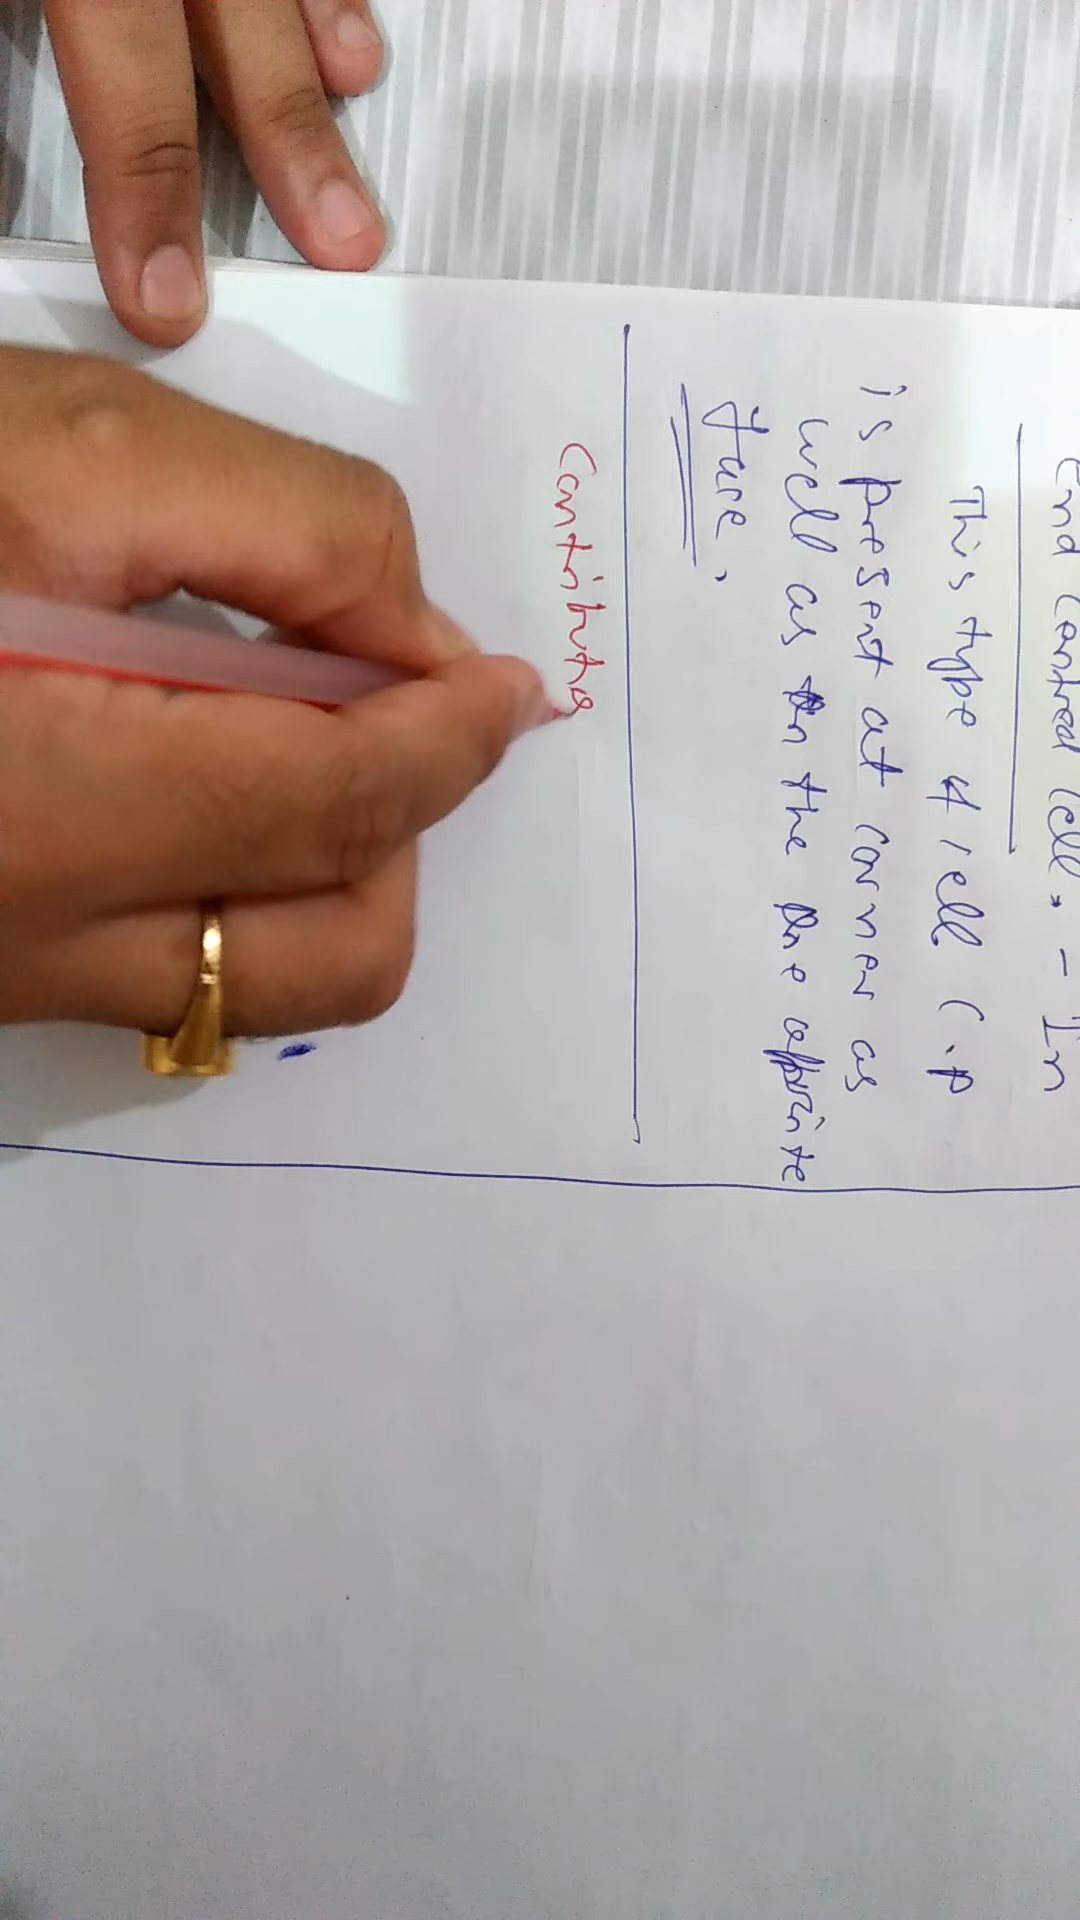 End Centred Cell. - In
This type of cell C.P
is present at corner as
well as on the one opposite
face.
Contribute